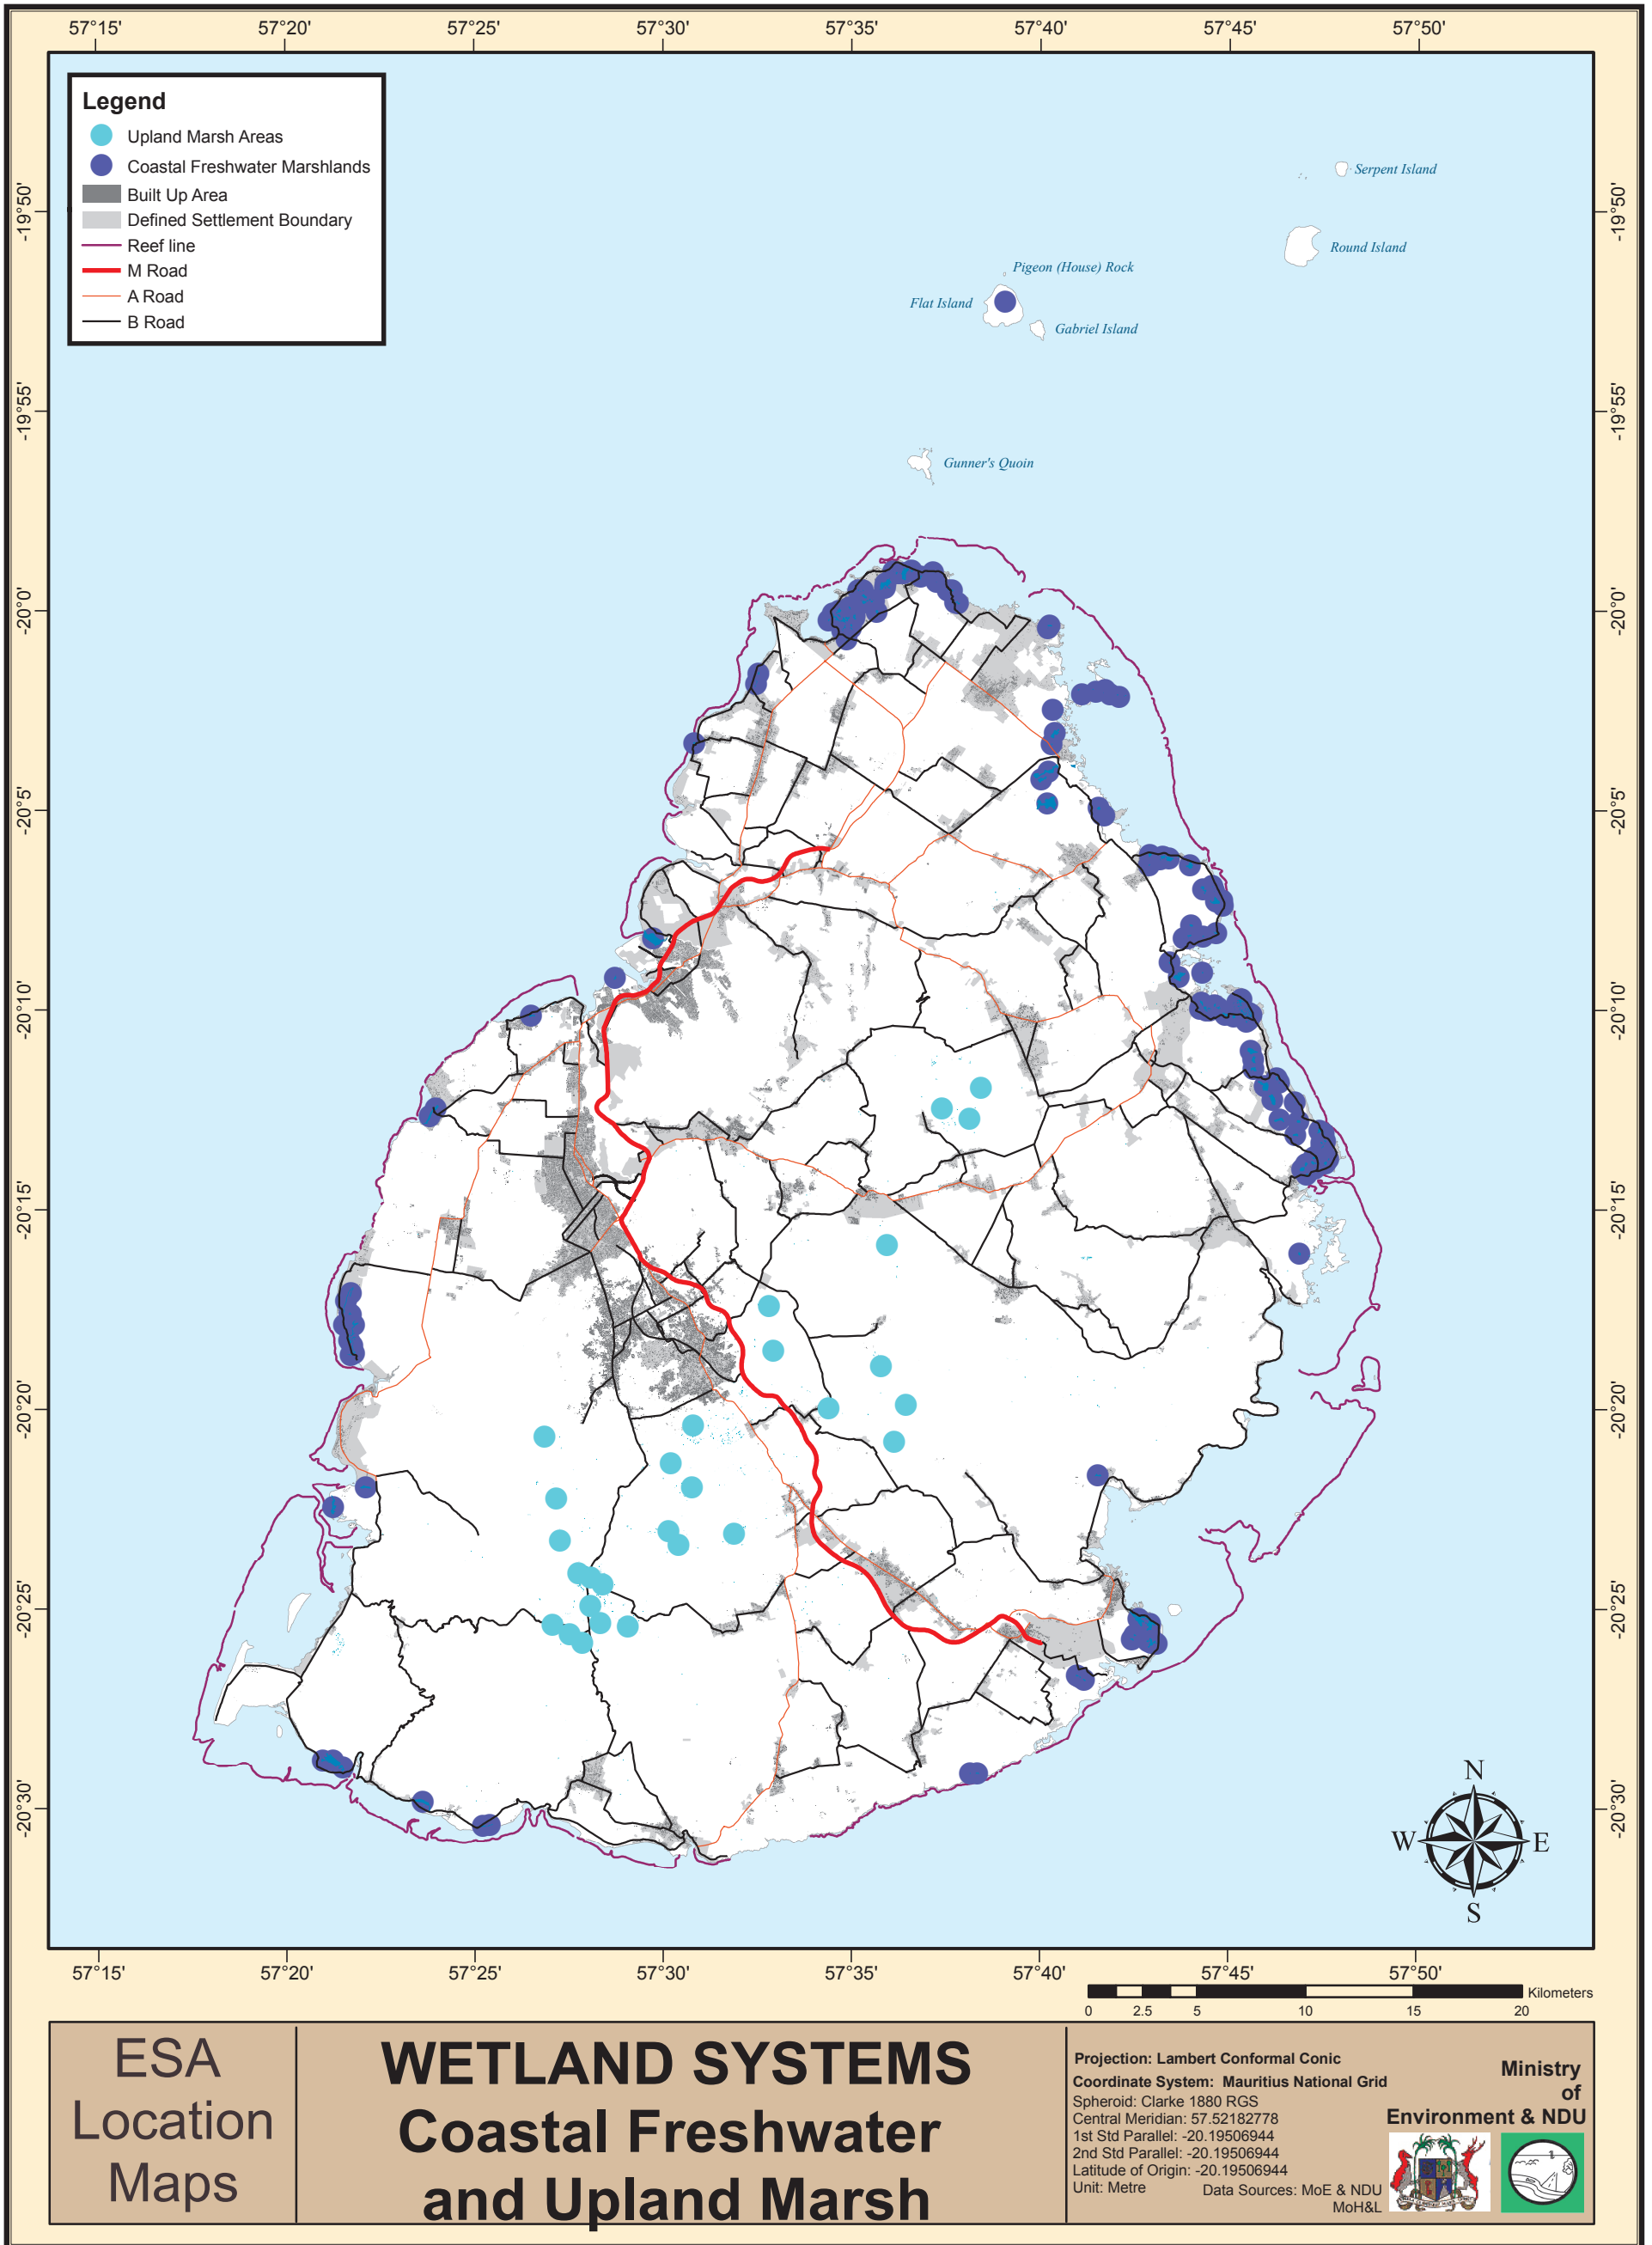 57°15' 57°20' 57°25' 57°30' 57°35' 57°40' 57°45' 57°50'
Legend
Upland Marsh Areas
Coastal Freshwater Marshlands
Built Up Area
Defined Settlement Boundary
Reef line
M Road
A Road
B Road
Serpent Island
Round Island
Pigeon (House) Rock
Flat Island
Gabriel Island
Gunner's Quoin
-19°50' -19°50'
-19°55' -19°55'
-20°0' -20°0'
-20°5' -20°5'
-20°10' -20°10'
-20°15' -20°15'
-20°20' -20°20'
-20°25' -20°25'
-20°30' -20°30'
N
W E
S
57°15' 57°20' 57°25' 57°30' 57°35' 57°40' 57°45' 57°50'
Kilometers
0 2.5 5 10 15 20
ESA
Location
Maps
WETLAND SYSTEMS
Coastal Freshwater
and Upland Marsh
Projection: Lambert Conformal Conic
Coordinate System: Mauritius National Grid
Spheroid: Clarke 1880 RGS
Central Meridian: 57.52182778
1st Std Parallel: -20.19506944
2nd Std Parallel: -20.19506944
Latitude of Origin: -20.19506944
Unit: Metre
Data Sources: MoE & NDU
MoH&L
Ministry
of
Environment & NDU